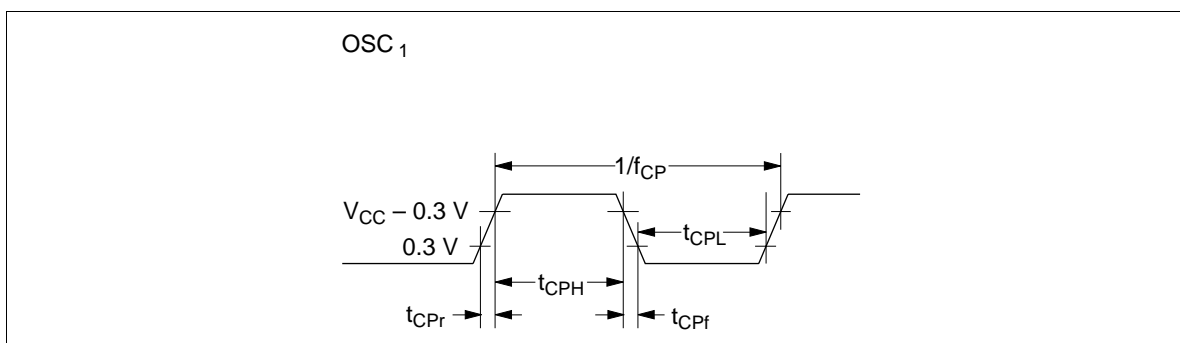 OSC 1
1/fCP
VCC – 0.3 V
0.3 V
tCPL
tCPH
tCPr
tCPf